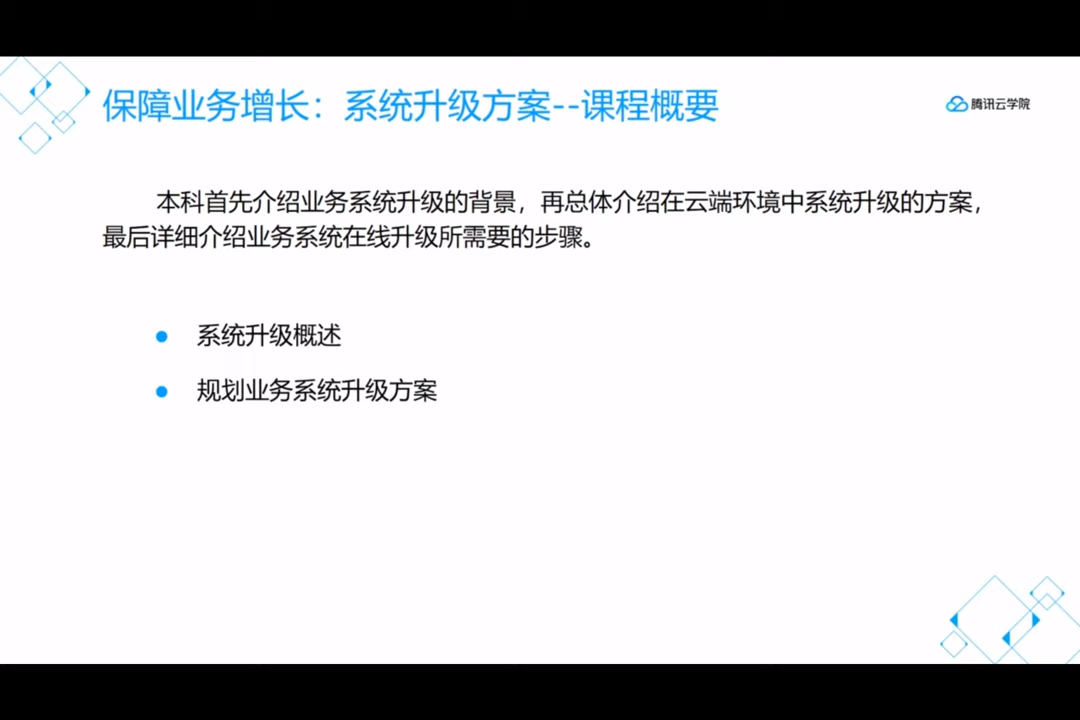 保障业务增长：系统升级方案--课程概要
腾讯云学院
本科首先介绍业务系统升级的背景，再总体介绍在云端环境中系统升级的方案，
最后详细介绍业务系统在线升级所需要的步骤。
系统升级概述
规划业务系统升级方案